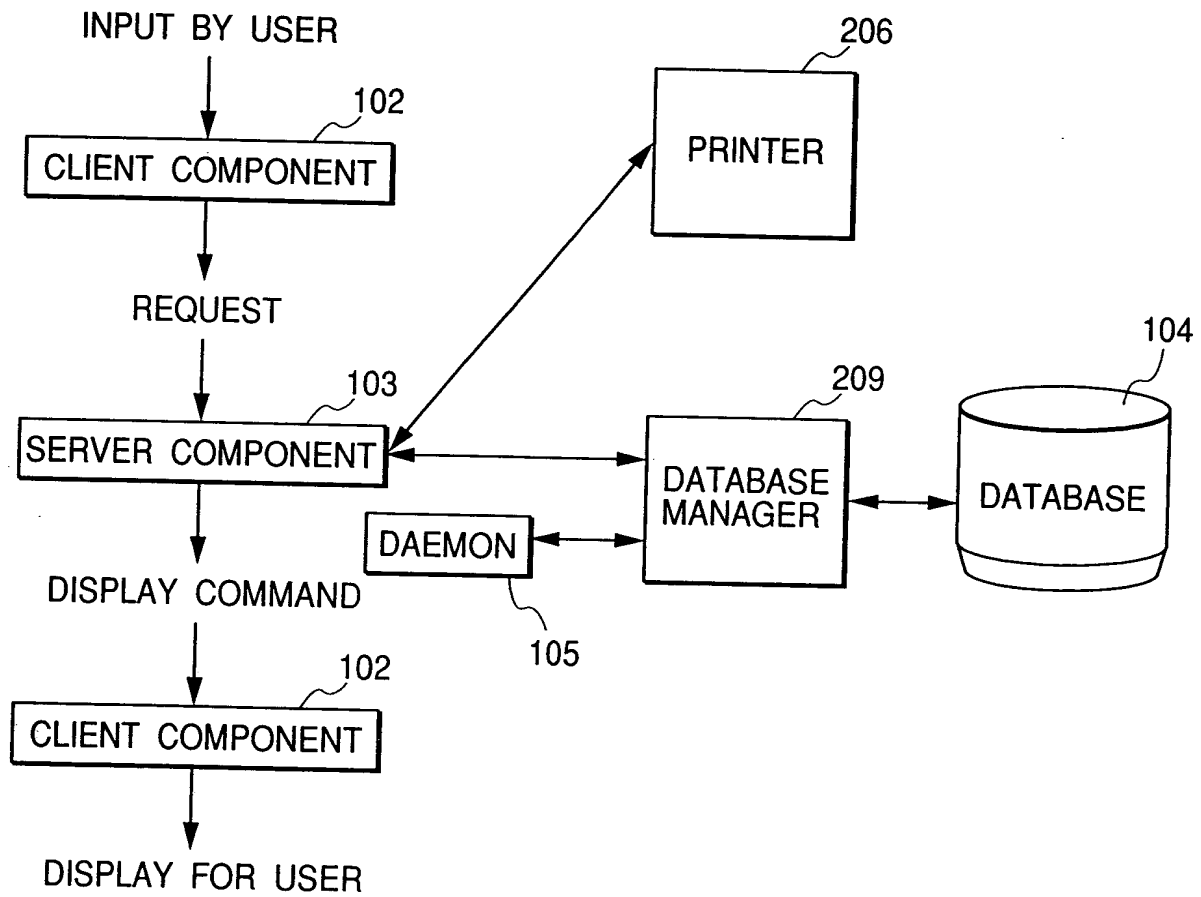 INPUT BY USER
206
102
PRINTER
CLIENT COMPONENT
REQUEST
104
103
209
SERVER COMPONENT
DATABASE
MANAGER
DATABASE
DAEMON
DISPLAY COMMAND
105
102
CLIENT COMPONENT
DISPLAY FOR USER